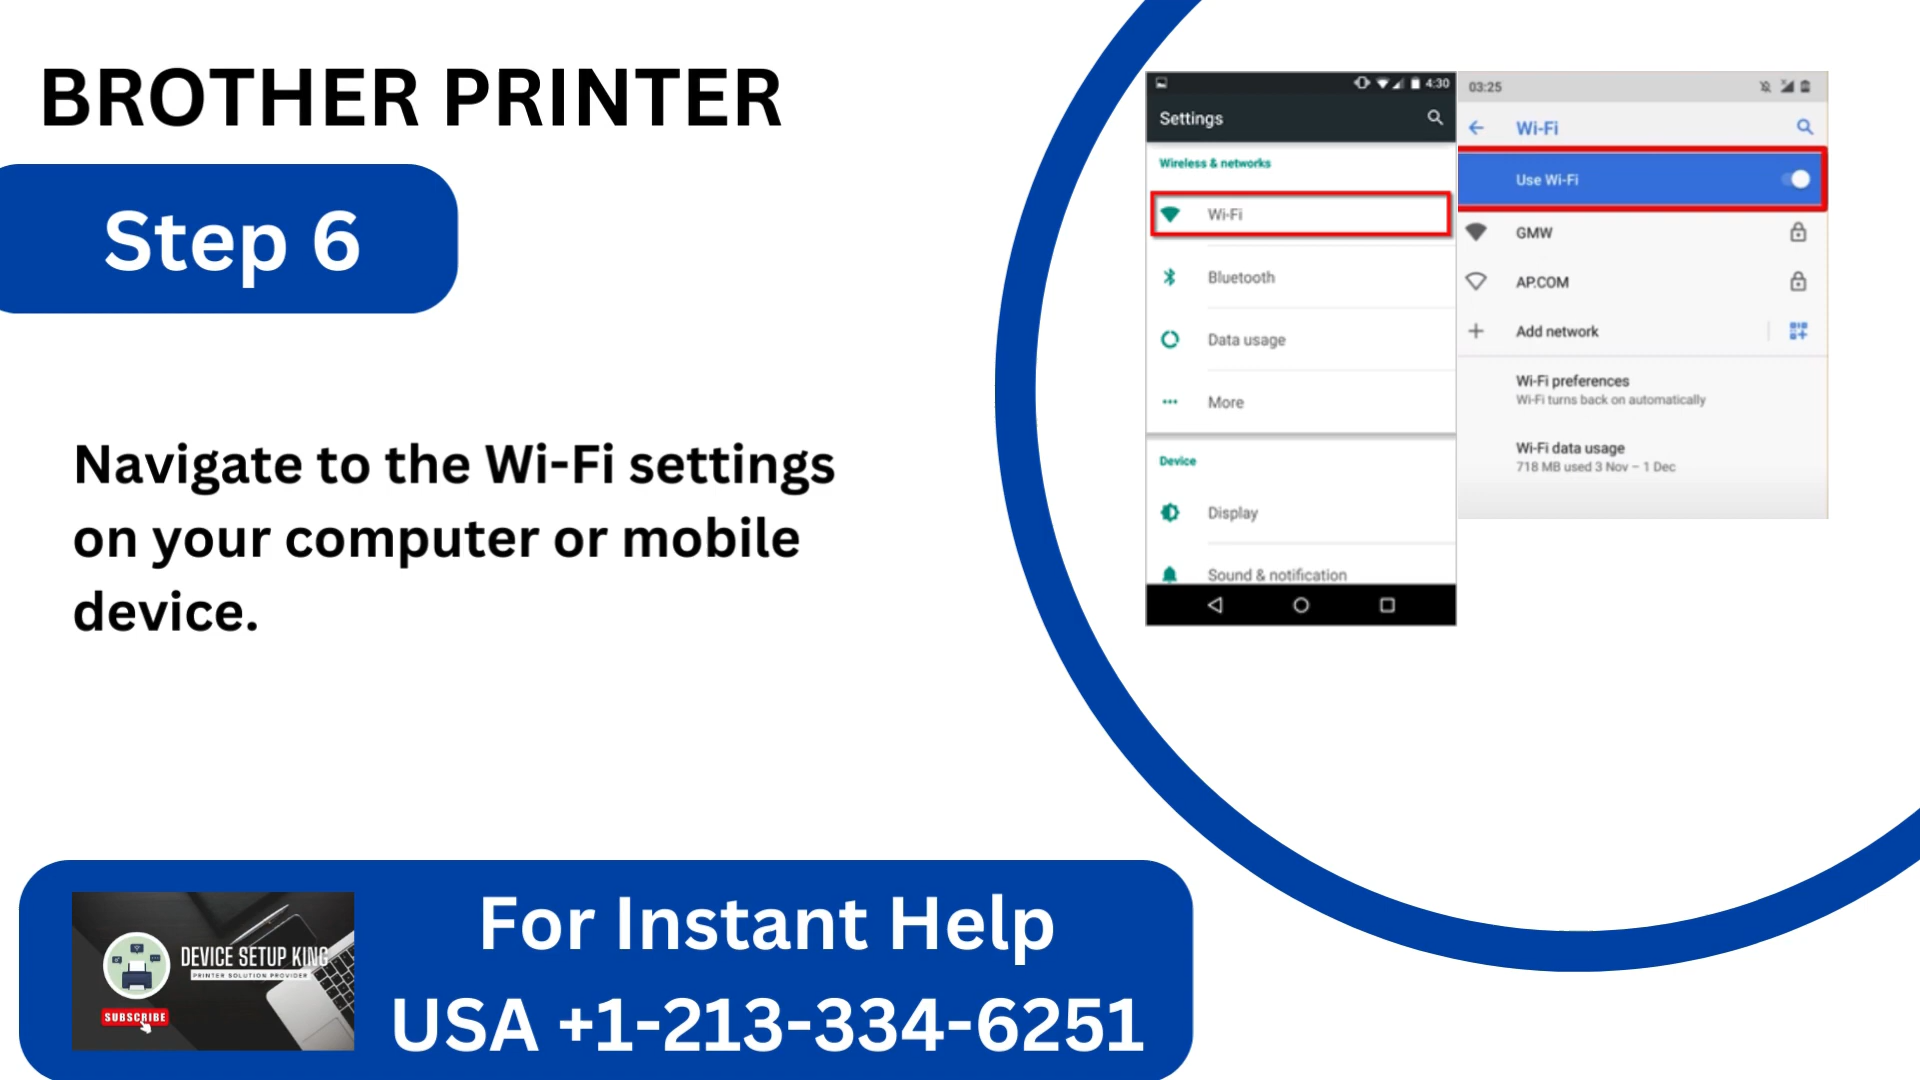 BROTHER PRINTER
Step 6
Navigate to the Wi-Fi settings
on your computer or mobile
device.
4:30
Settings
Wireless & networks
Wi-Fi
Bluetooth
Data usage
More
Device
Display
Sound & notification
03:25
Wi-Fi
Use Wi-Fi
GMW
AP.COM
Add network
Wi-Fi preferences
Wi-Fi turns back on automatically
Wi-Fi data usage
718 MB used 3 Nov – 1 Dec
DEVICE SETUP KING
PRINTER SOLUTION PROVIDER
SUBSCRIBE
For Instant Help
USA +1-213-334-6251